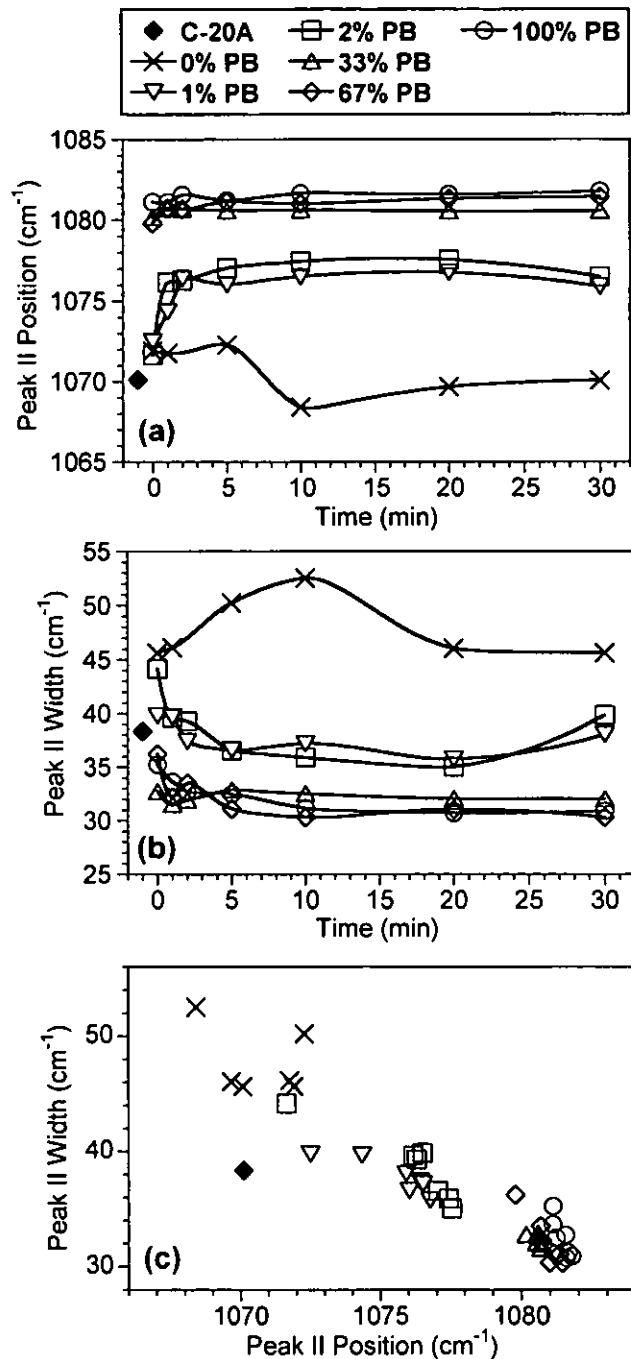 C-20A 2% PB 100% PB
0% PB 33% PB
1% PB 67% PB
1085
1080
1075
1070
1065
Peak II Position (cm⁻¹)
(a)
0 5 10 15 20 25 30
Time (min)
55
50
45
40
35
30
25
Peak II Width (cm⁻¹)
(b)
0 5 10 15 20 25 30
Time (min)
50
40
30
Peak II Width (cm⁻¹)
(c)
1070 1075 1080
Peak II Position (cm⁻¹)